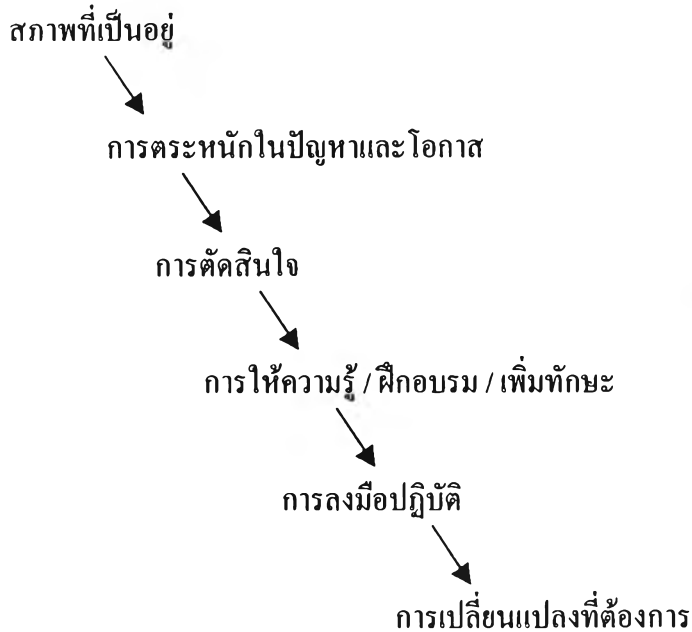 สภาพที่เป็นอยู่
การตระหนักในปัญหาและโอกาส
การตัดสินใจ
การให้ความรู้ / ฝึกอบรม / เพิ่มทักษะ
การลงมือปฏิบัติ
การเปลี่ยนแปลงที่ต้องการ